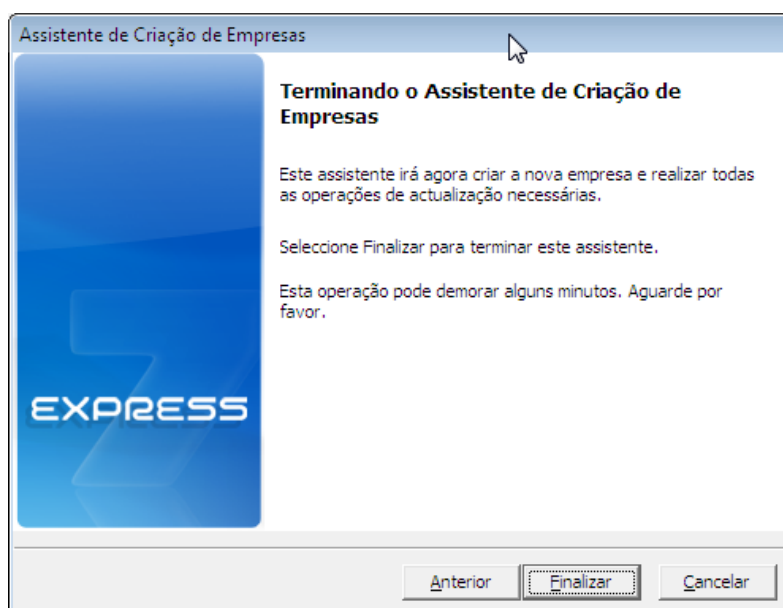 Assistente de Criação de Empresas
Terminando o Assistente de Criação de
Empresas
Este assistente irá agora criar a nova empresa e realizar todas
as operações de actualização necessárias.
Seleccione Finalizar para terminar este assistente.
Esta operação pode demorar alguns minutos. Aguarde por
favor.
7
EXPRESS
Anterior Finalizar Cancelar